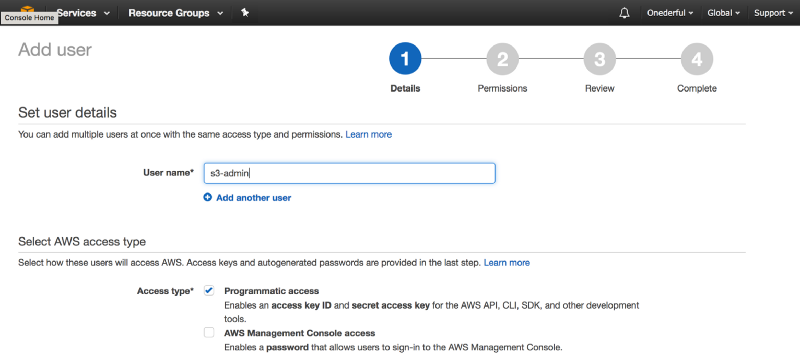 Console Home
Services Resource Groups Onederful Global Support
Add user
1 2 3 4
Details Permissions Review Complete
Set user details
You can add multiple users at once with the same access type and permissions. Learn more
User name* s3-admin
Add another user
Select AWS access type
Select how these users will access AWS. Access keys and autogenerated passwords are provided in the last step. Learn more
Access type* Programmatic access
Enables an access key ID and secret access key for the AWS API, CLI, SDK, and other development
tools.
AWS Management Console access
Enables a password that allows users to sign-in to the AWS Management Console.